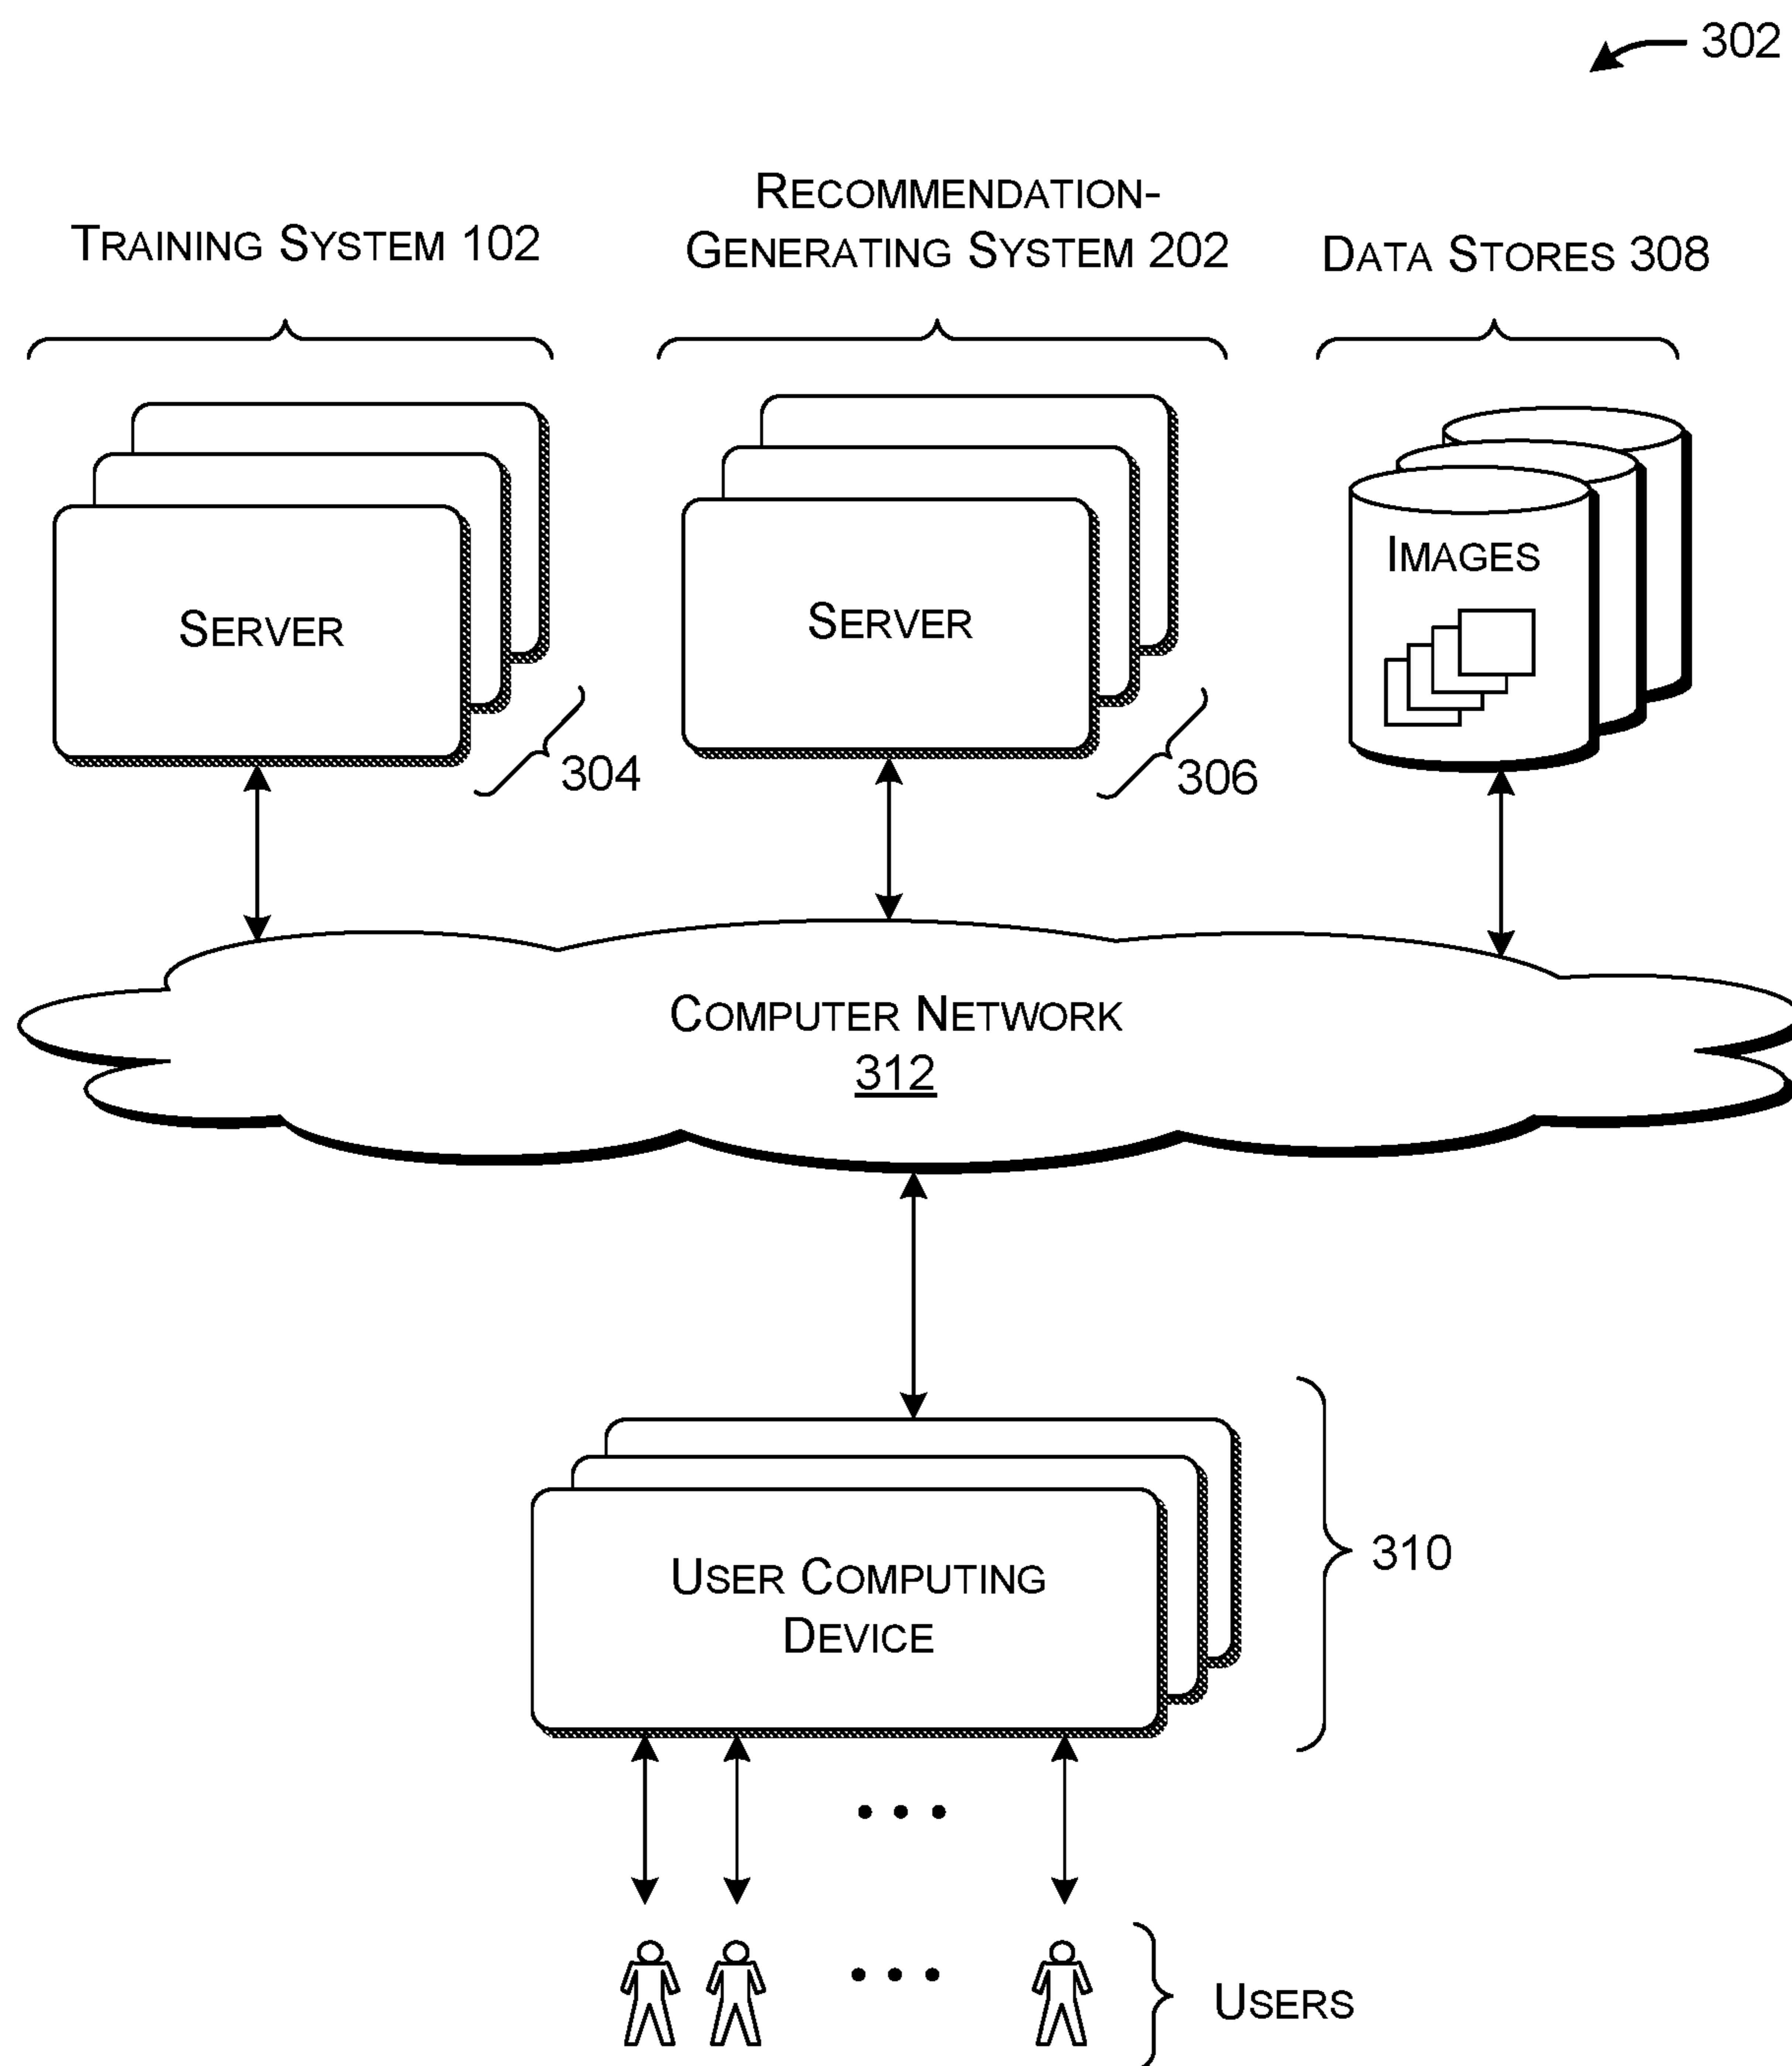 302
TRAINING SYSTEM 102
RECOMMENDATION-
GENERATING SYSTEM 202
DATA STORES 308
SERVER
304
SERVER
306
IMAGES
COMPUTER NETWORK
312
USER COMPUTING
DEVICE
310
USERS